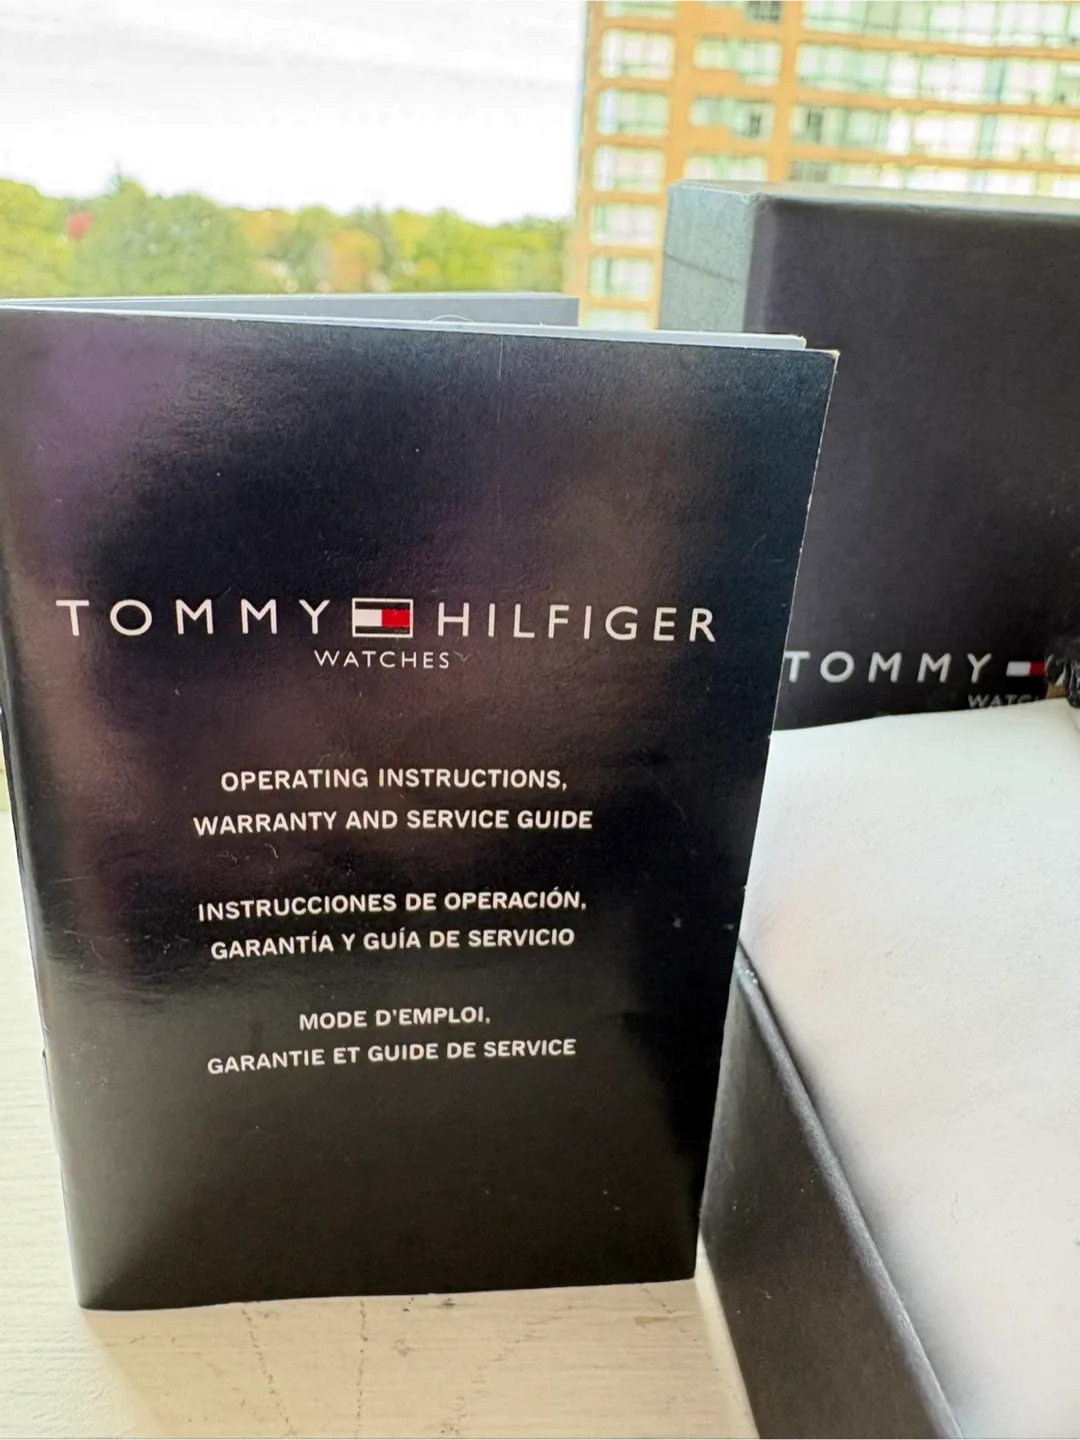 TOMMY HILFIGER
WATCHES
OPERATING INSTRUCTIONS,
WARRANTY AND SERVICE GUIDE
INSTRUCCIONES DE OPERACIÓN,
GARANTÍA Y GUÍA DE SERVICIO
MODE D'EMPLOI,
GARANTIE ET GUIDE DE SERVICE
TOMMY